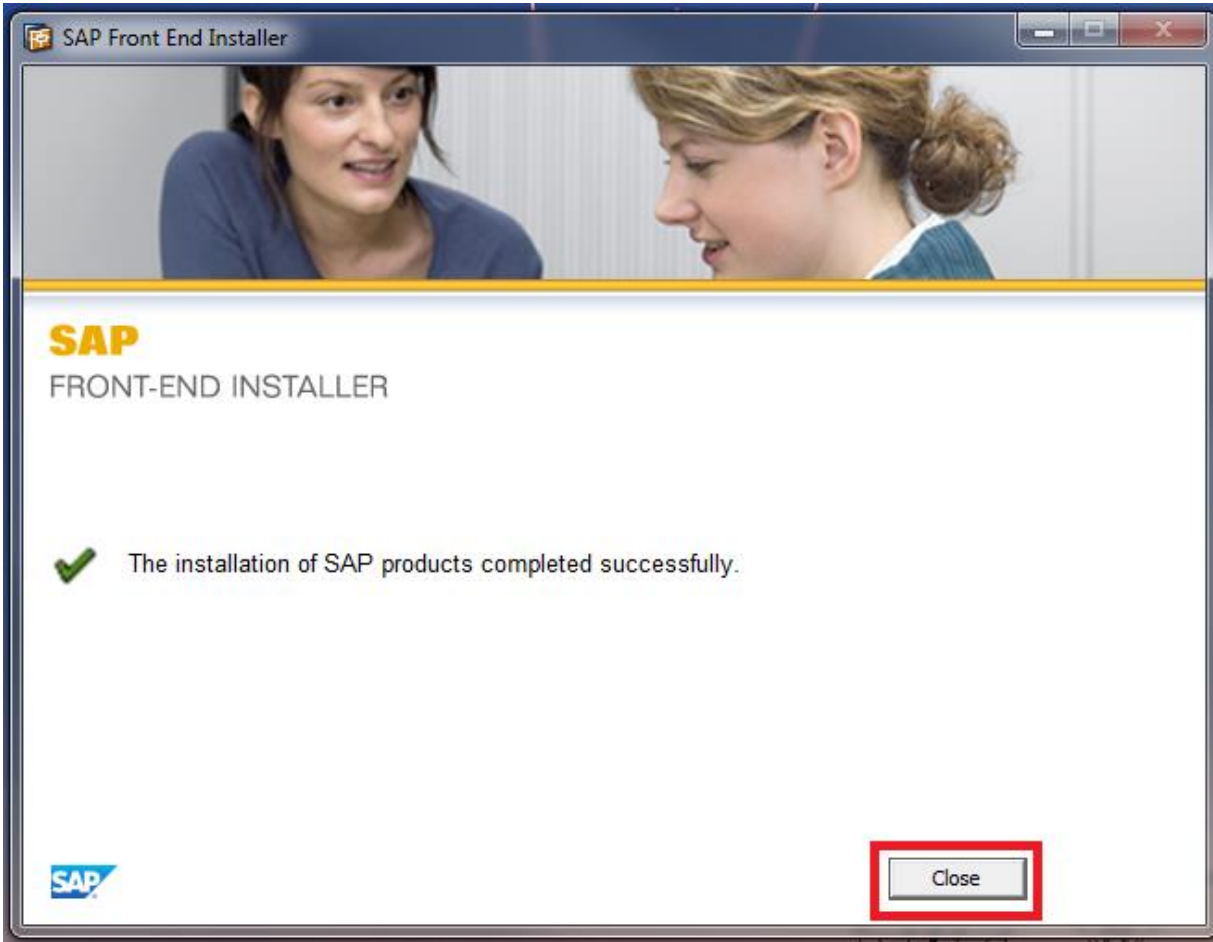 SAP Front End Installer
SAP
FRONT-END INSTALLER
The installation of SAP products completed successfully.
SAP
Close